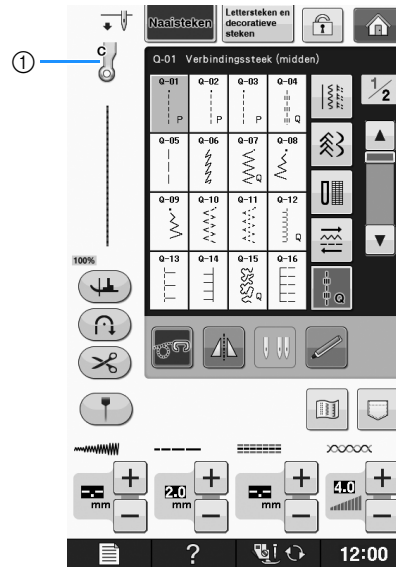 Naaisteken
Lettersteken en
decoratieve
steken
C
①
Q-01 Verbindingssteek (midden)
Q-01 Q-02 Q-03 Q-04
P P P Q
1/2
Q-05 Q-06 Q-07 Q-08
Q
Q-09 Q-10 Q-11 Q-12
Q
Q-13 Q-14 Q-15 Q-16
Q
Q
100%
-.- 2.0 -.- 4.0
mm mm mm
+ + + +
− − − −
? 12:00